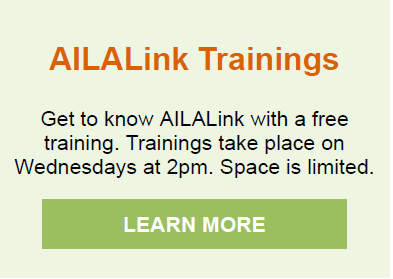 AILALink Trainings
Get to know AILALink with a free
training. Trainings take place on
Wednesdays at 2pm. Space is limited.
LEARN MORE